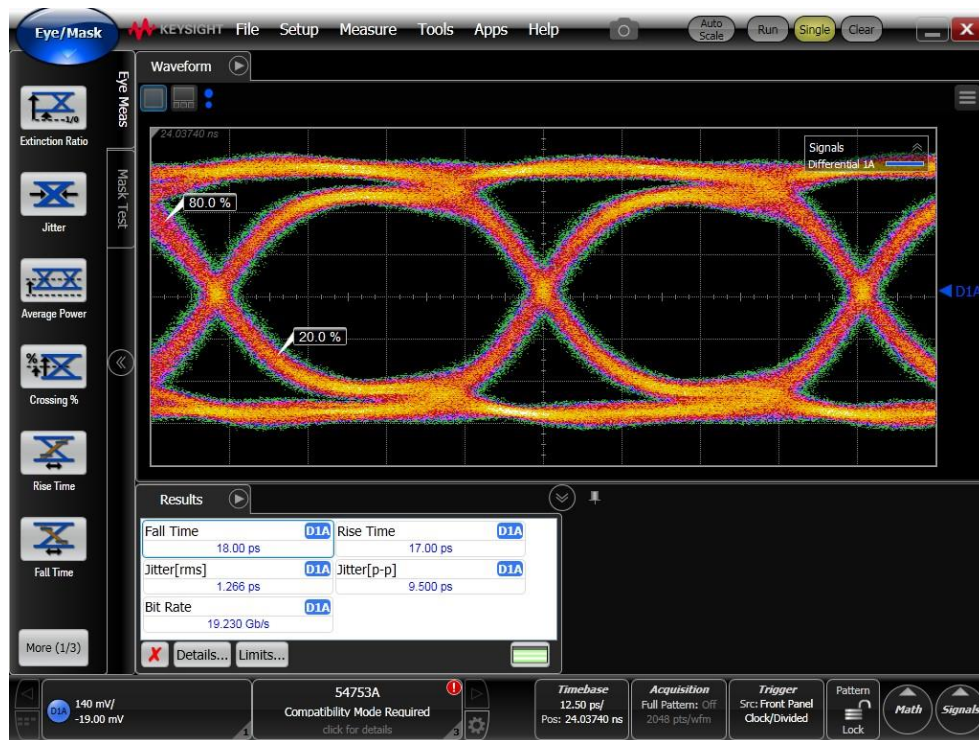 Eye/Mask
KEYSIGHT File Setup Measure Tools Apps Help
Auto Scale
Run
Single
Clear
X
Eye Meas
Mask Test
Extinction Ratio
Jitter
Average Power
Crossing %
Rise Time
Fall Time
More (1/3)
Waveform
24.03740 ns
Signals
Differential 1A
80.0 %
20.0 %
D1A
Results
Fall Time D1A Rise Time D1A
18.00 ps 17.00 ps
Jitter[rms] D1A Jitter[p-p] D1A
1.266 ps 9.500 ps
Bit Rate D1A
19.230 Gb/s
X Details... Limits...
D1A
140 mV/
-19.00 mV
1
54753A
Compatibility Mode Required
click for details
3
Timebase
12.50 ps/
Pos: 24.03740 ns
Acquisition
Full Pattern: Off
2048 pts/wfm
Trigger
Src: Front Panel
Clock/Divided
Pattern
Lock
Math
Signals